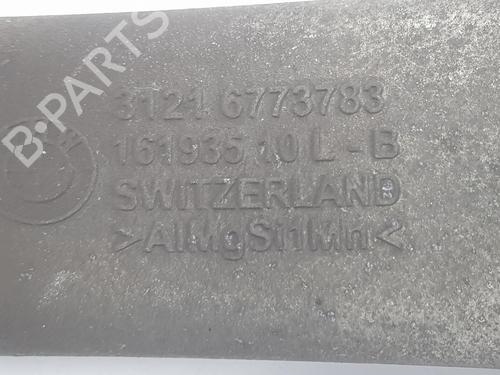 B-PARTS
3121 6773783
161935 10 L - B
SWITZERLAND
>AlMgSi1Mn<